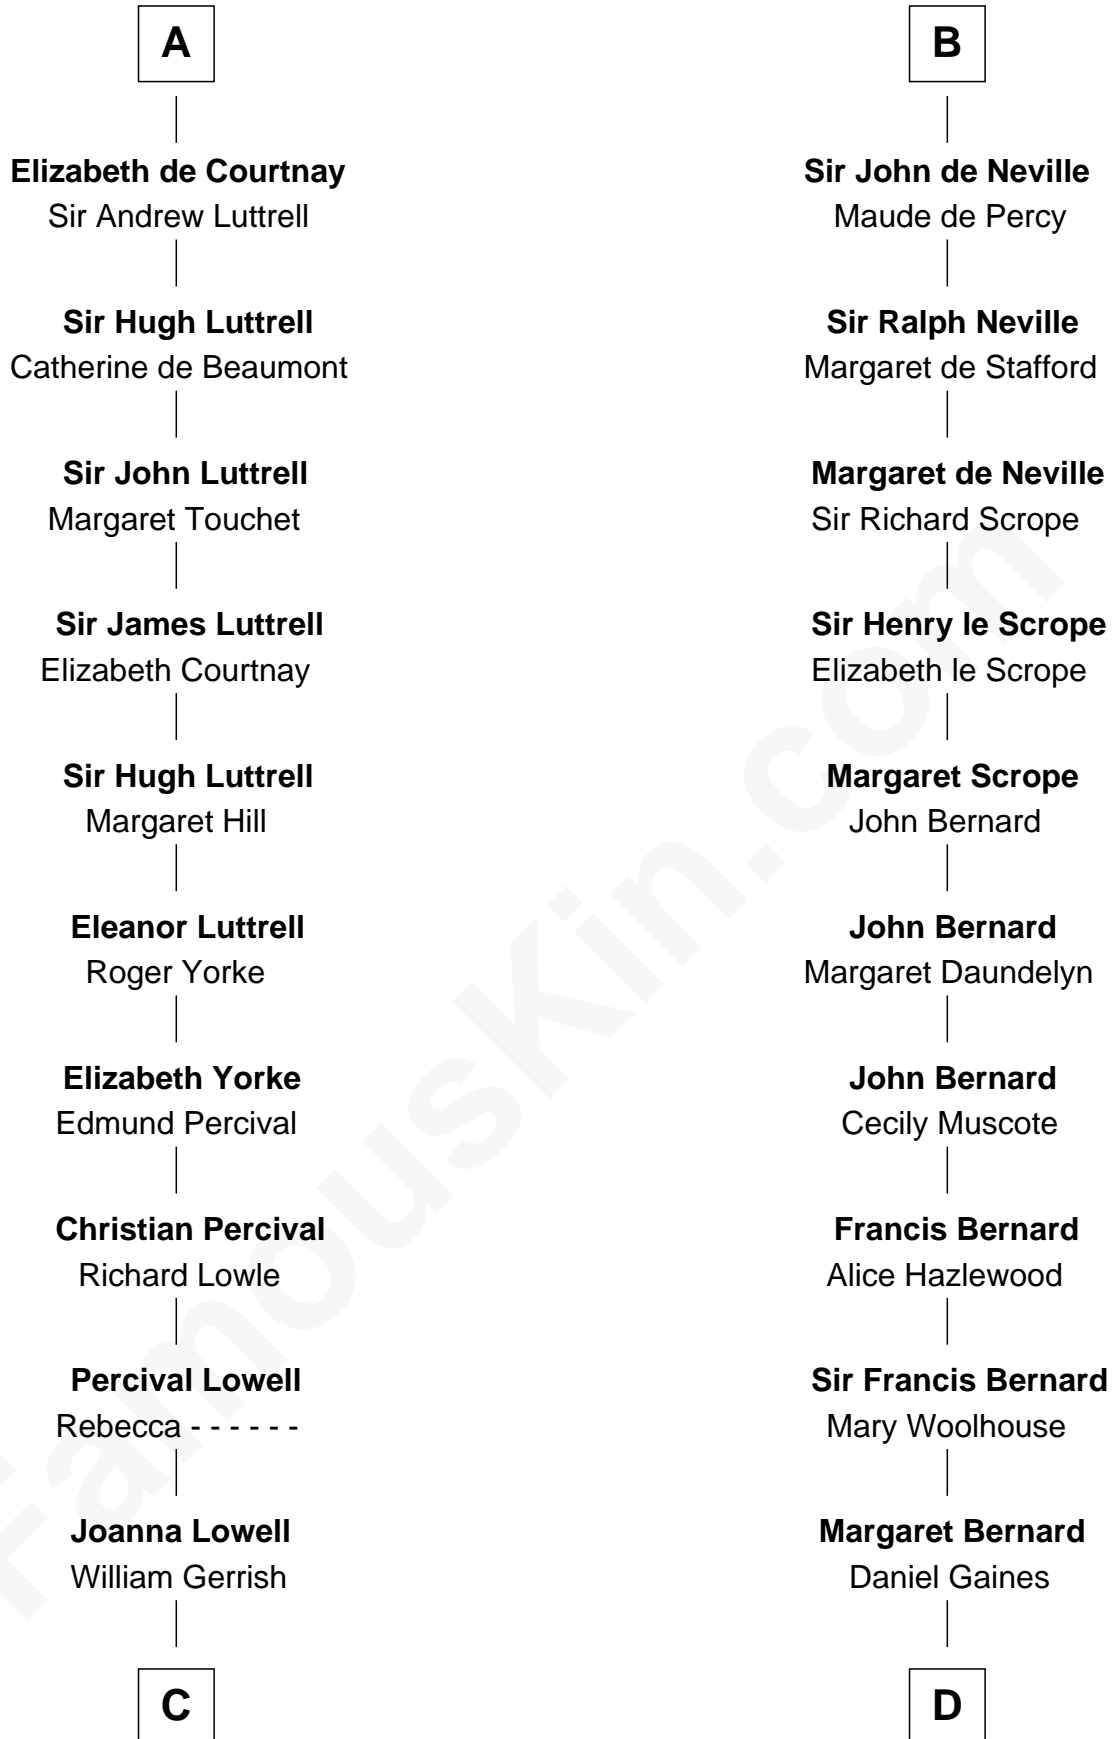 A
Elizabeth de Courtnay
Sir Andrew Luttrell
Sir Hugh Luttrell
Catherine de Beaumont
Sir John Luttrell
Margaret Touchet
Sir James Luttrell
Elizabeth Courtnay
Sir Hugh Luttrell
Margaret Hill
Eleanor Luttrell
Roger Yorke
Elizabeth Yorke
Edmund Percival
Christian Percival
Richard Lowle
Percival Lowell
Rebecca - - - - - -
Joanna Lowell
William Gerrish
C
B
Sir John de Neville
Maude de Percy
Sir Ralph Neville
Margaret de Stafford
Margaret de Neville
Sir Richard Scrope
Sir Henry le Scrope
Elizabeth le Scrope
Margaret Scrope
John Bernard
John Bernard
Margaret Daundelyn
John Bernard
Cecily Muscote
Francis Bernard
Alice Hazlewood
Sir Francis Bernard
Mary Woolhouse
Margaret Bernard
Daniel Gaines
D
FamousKin.com